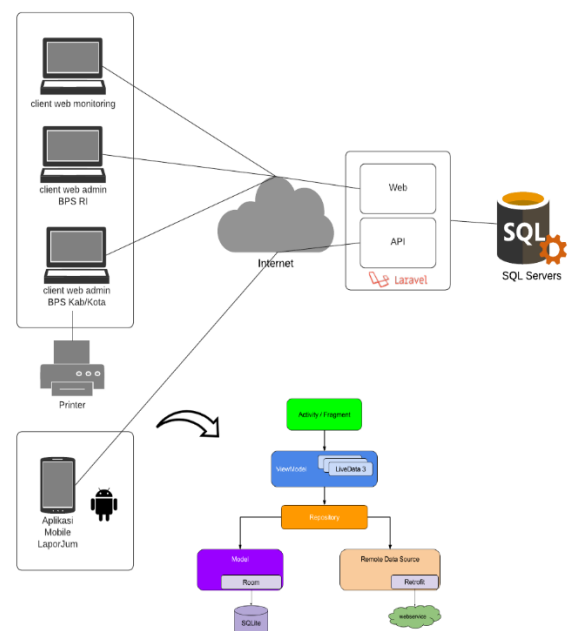 client web monitoring
client web admin
BPS RI
client web admin
BPS Kab/Kota
Printer
Internet
Web
API
Laravel
SQL
SQL Servers
Aplikasi
Mobile
LaporJum
Activity / Fragment
ViewModel
LiveData 3
Repository
Model
Room
SQLite
Remote Data Source
Retrofit
webservice